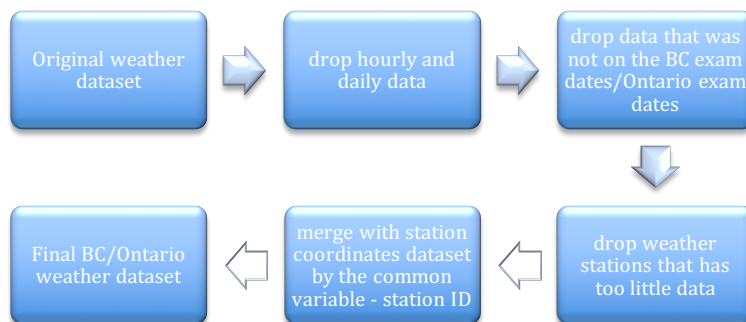 Original weather
dataset
drop hourly and
daily data
drop data that was
not on the BC exam
dates/Ontario exam
dates
drop weather
stations that has
too little data
merge with station
coordinates dataset
by the common
variable - station ID
Final BC/Ontario
weather dataset